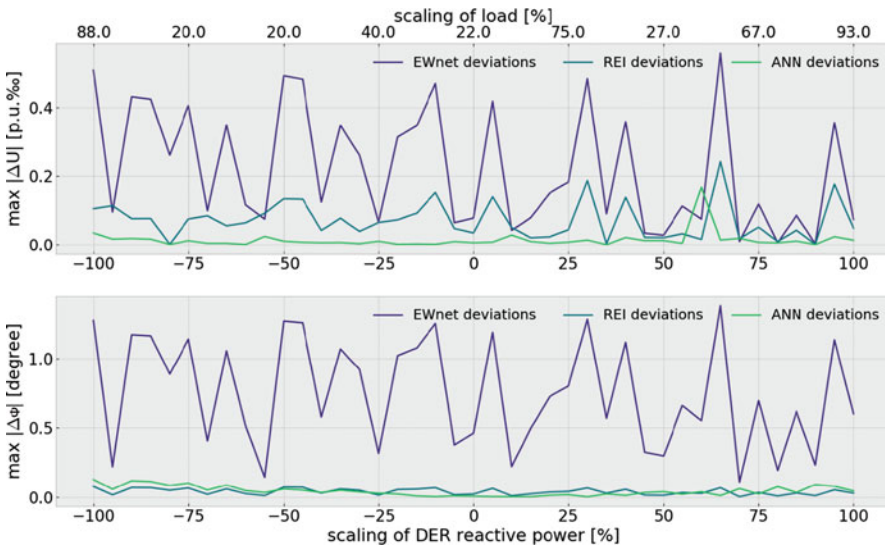 scaling of load [%]
88.0 20.0 20.0 40.0 22.0 75.0 27.0 67.0 93.0
EWnet deviations REI deviations ANN deviations
max |ΔU| [p.u.‰]
0.4
0.2
0.0
−100 −75 −50 −25 0 25 50 75 100
EWnet deviations REI deviations ANN deviations
max |Δφ| [degree]
1.0
0.5
0.0
−100 −75 −50 −25 0 25 50 75 100
scaling of DER reactive power [%]